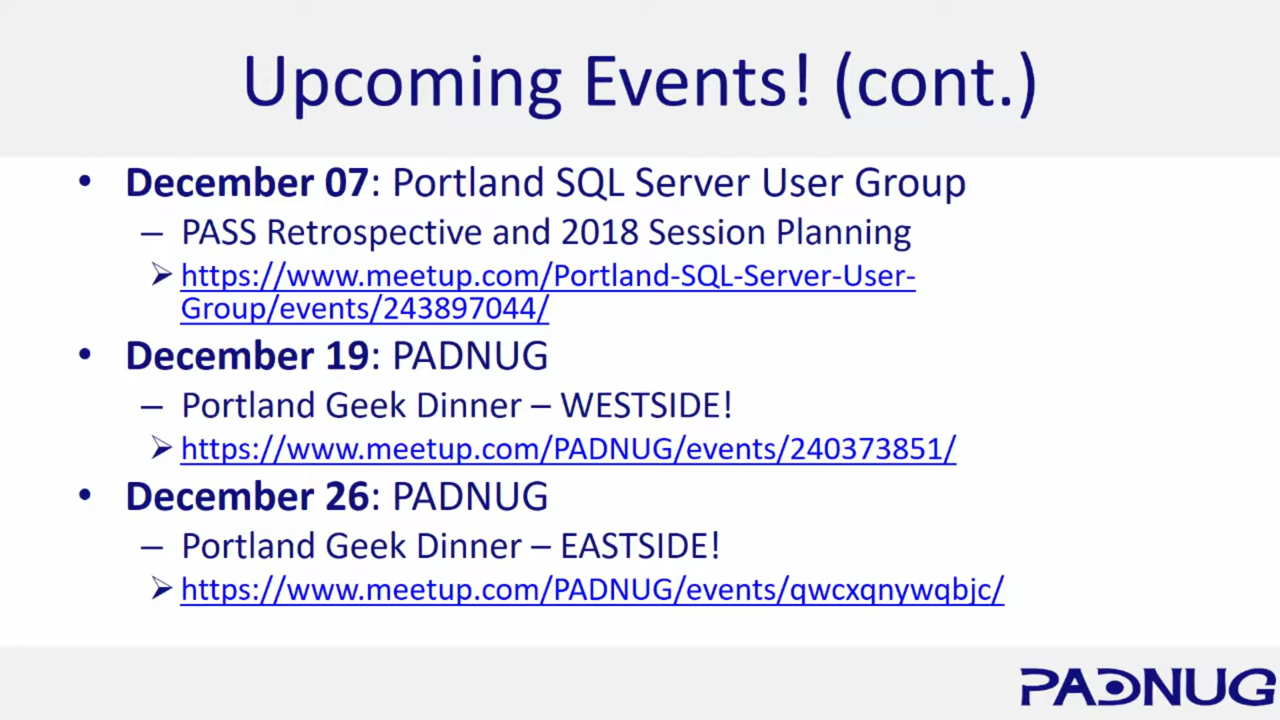 Upcoming Events! (cont.)
• December 07: Portland SQL Server User Group
– PASS Retrospective and 2018 Session Planning
➢ https://www.meetup.com/Portland-SQL-Server-User-
Group/events/243897044/
• December 19: PADNUG
– Portland Geek Dinner – WESTSIDE!
➢ https://www.meetup.com/PADNUG/events/240373851/
• December 26: PADNUG
– Portland Geek Dinner – EASTSIDE!
➢ https://www.meetup.com/PADNUG/events/qwcxqnywqbjc/
PADNUG